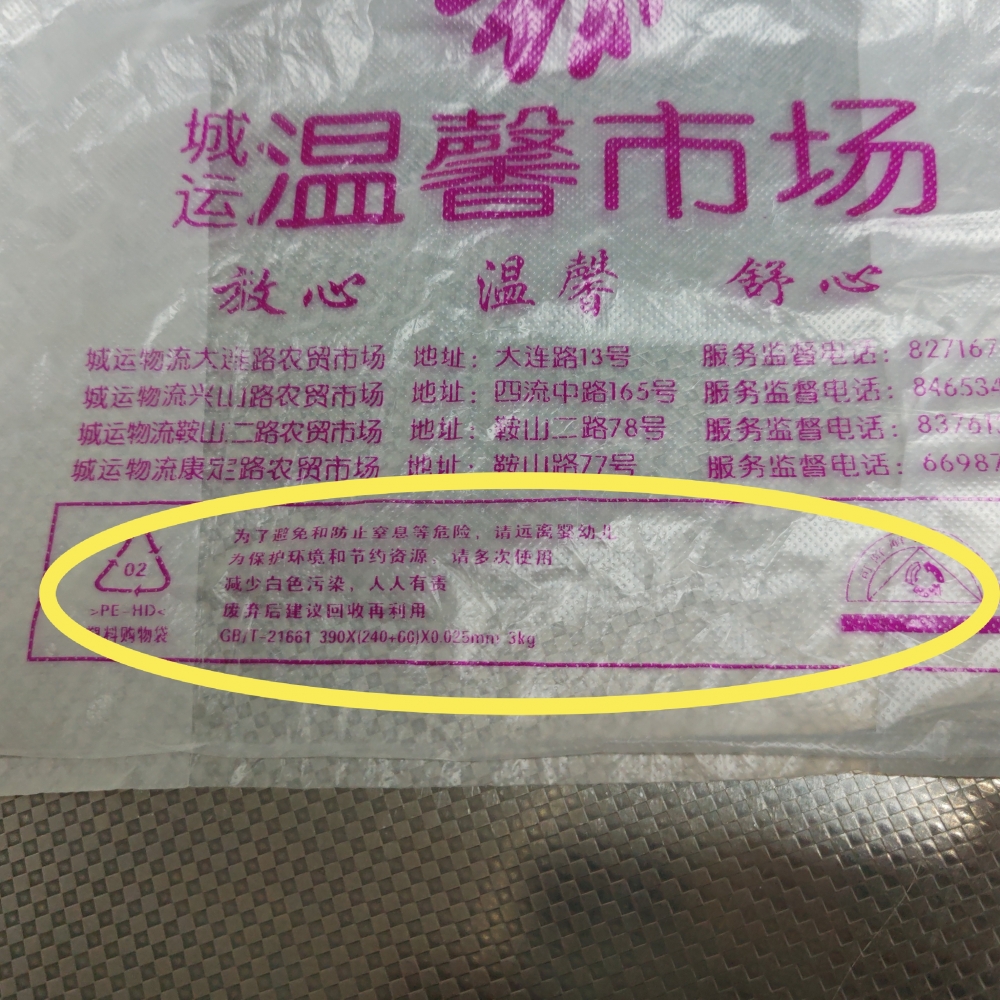 城运 温馨市场
放心 温馨 舒心
城运物流大连路农贸市场 地址：大连路13号 服务监督电话：827167
城运物流兴山路农贸市场 地址：四流中路165号 服务监督电话：846534
城运物流鞍山二路农贸市场 地址：鞍山二路78号 服务监督电话：83761
城运物流康定路农贸市场 地址：鞍山路77号 服务监督电话：66987
02
>PE-HD<
塑料购物袋
为了避免和防止窒息等危险，请远离婴幼儿
为保护环境和节约资源，请多次使用
减少白色污染，人人有责
废弃后建议回收再利用
GB/T-21661 390X(240+60)X0.025mm 3kg